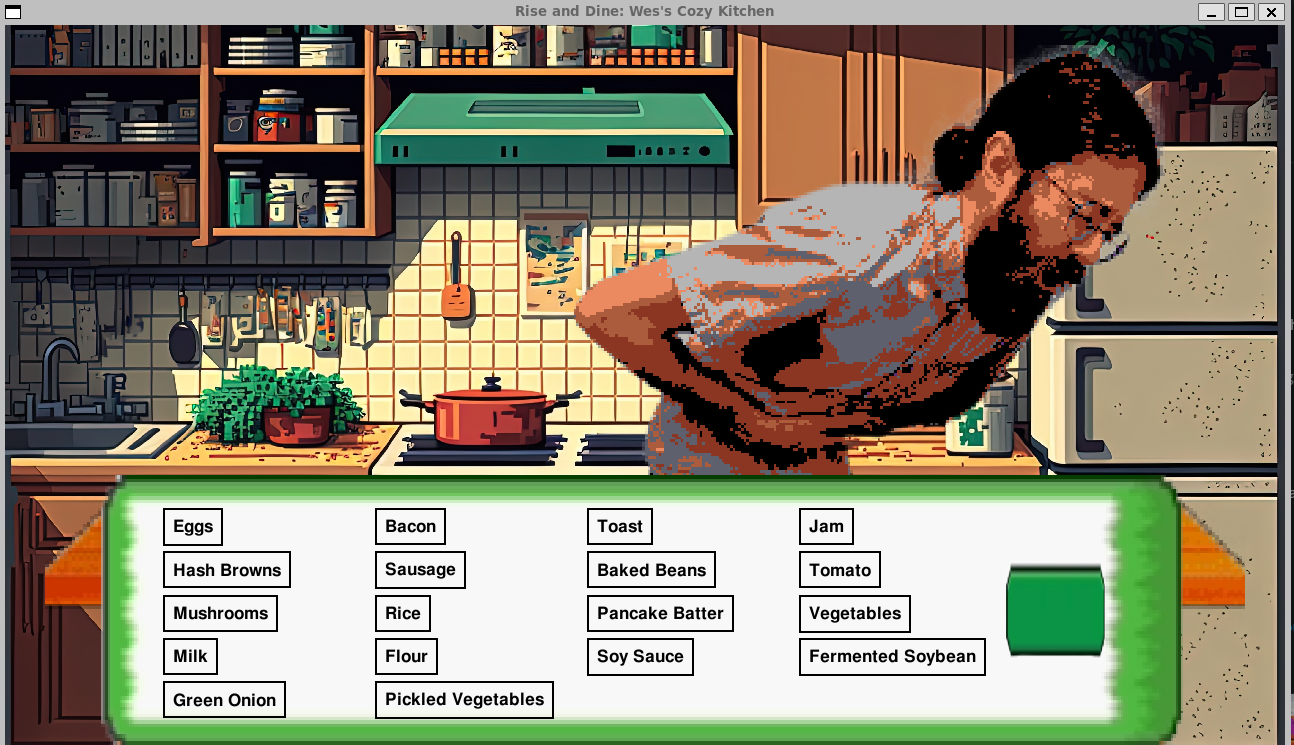 Rise and Dine: Wes's Cozy Kitchen
Eggs Bacon Toast Jam
Hash Browns Sausage Baked Beans Tomato
Mushrooms Rice Pancake Batter Vegetables
Milk Flour Soy Sauce Fermented Soybean
Green Onion Pickled Vegetables